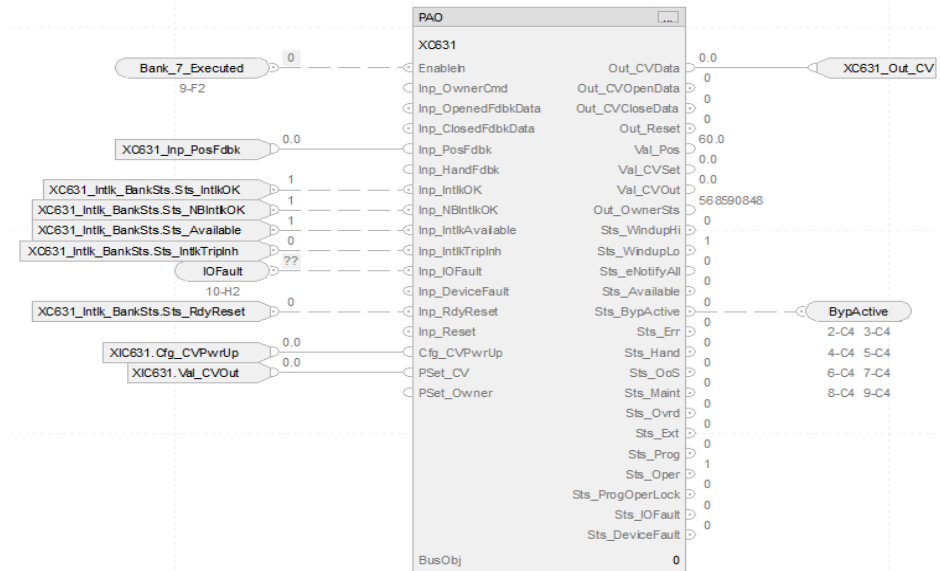 PAO ...
XC631
Bank_7_Executed 0 EnableIn Out_CVData 0.0 XC631_Out_CV
9-F2 Inp_OwnerCmd Out_CVOpenData 0
Inp_OpenedFdbkData Out_CVCloseData 0
Inp_ClosedFdbkData Out_Reset 0
XC631_Inp_PosFdbk 0.0 Inp_PosFdbk Val_Pos 60.0
Inp_HandFdbk Val_CVSet 0.0
XC631_Intlk_BankSts.Sts_IntlkOK 1 Inp_IntlkOK Val_CVOut 0.0
XC631_Intlk_BankSts.Sts_NBIntlkOK 1 Inp_NBIntlkOK Out_OwnerSts 568590848
XC631_Intlk_BankSts.Sts_Available 1 Inp_IntlkAvailable Sts_WindupHi 0
XC631_Intlk_BankSts.Sts_IntlkTripInh 0 Inp_IntlkTripInh Sts_WindupLo 1
IOFault ?? Inp_IOFault Sts_eNotifyAll 0
10-H2 Inp_DeviceFault Sts_Available 0
XC631_Intlk_BankSts.Sts_RdyReset 0 Inp_RdyReset Sts_BypActive 0 BypActive
Inp_Reset Sts_Err 0 2-C4 3-C4
XIC631.Cfg_CVPwrUp 0.0 Cfg_CVPwrUp Sts_Hand 0 4-C4 5-C4
XIC631.Val_CVOut 0.0 PSet_CV Sts_OoS 0 6-C4 7-C4
PSet_Owner Sts_Maint 0 8-C4 9-C4
Sts_Ovrd 0
Sts_Ext 0
Sts_Prog 0
Sts_Oper 1
Sts_ProgOperLock 0
Sts_IOFault 0
Sts_DeviceFault 0
BusObj 0